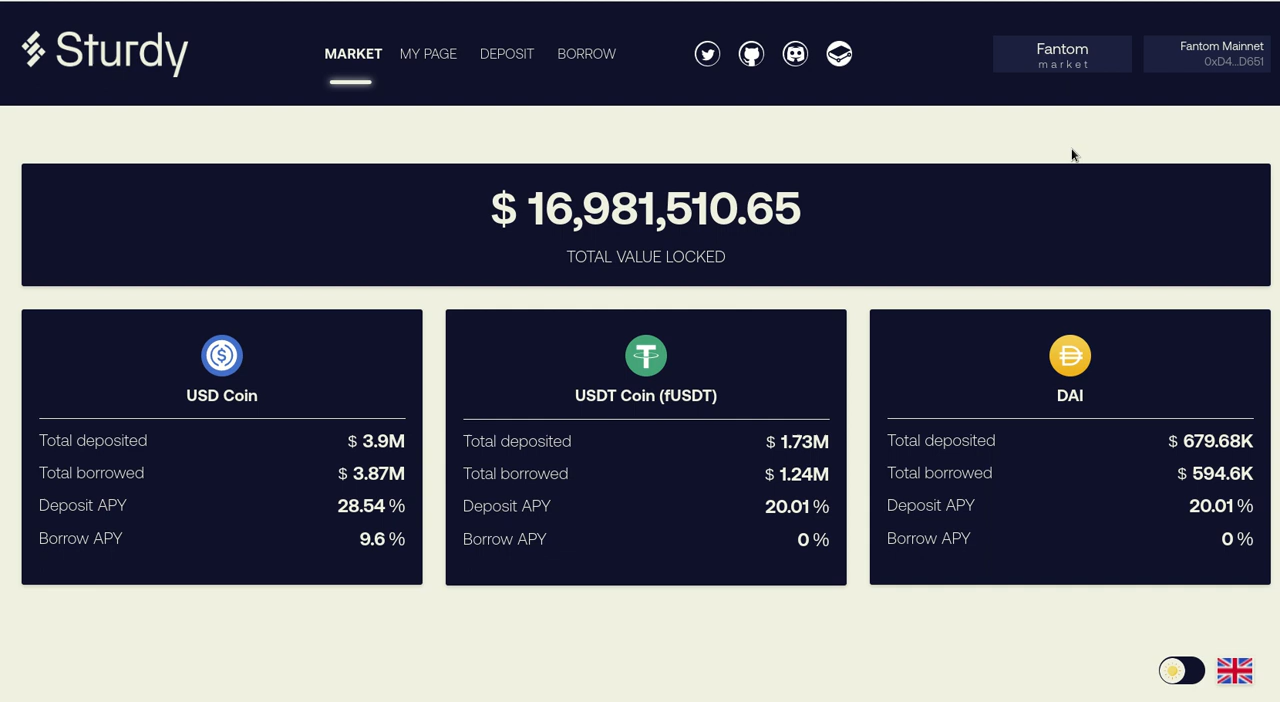 Sturdy
MARKET MY PAGE DEPOSIT BORROW
Fantom
market
Fantom Mainnet
0xD4...D651
$ 16,981,510.65
TOTAL VALUE LOCKED
USD Coin
Total deposited $ 3.9M
Total borrowed $ 3.87M
Deposit APY 28.54 %
Borrow APY 9.6 %
USDT Coin (fUSDT)
Total deposited $ 1.73M
Total borrowed $ 1.24M
Deposit APY 20.01 %
Borrow APY 0 %
DAI
Total deposited $ 679.68K
Total borrowed $ 594.6K
Deposit APY 20.01 %
Borrow APY 0 %